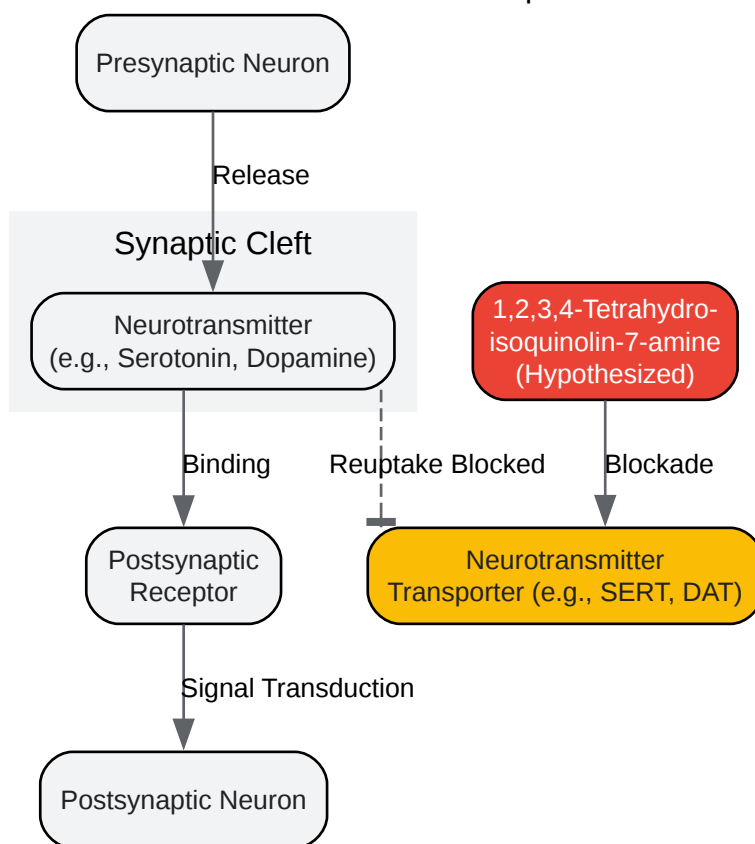 Presynaptic Neuron
Release
Synaptic Cleft
Neurotransmitter
(e.g., Serotonin, Dopamine)
1,2,3,4-Tetrahydro-
isoquinolin-7-amine
(Hypothesized)
Binding
Reuptake Blocked
Blockade
Postsynaptic
Receptor
Neurotransmitter
Transporter (e.g., SERT, DAT)
Signal Transduction
Postsynaptic Neuron